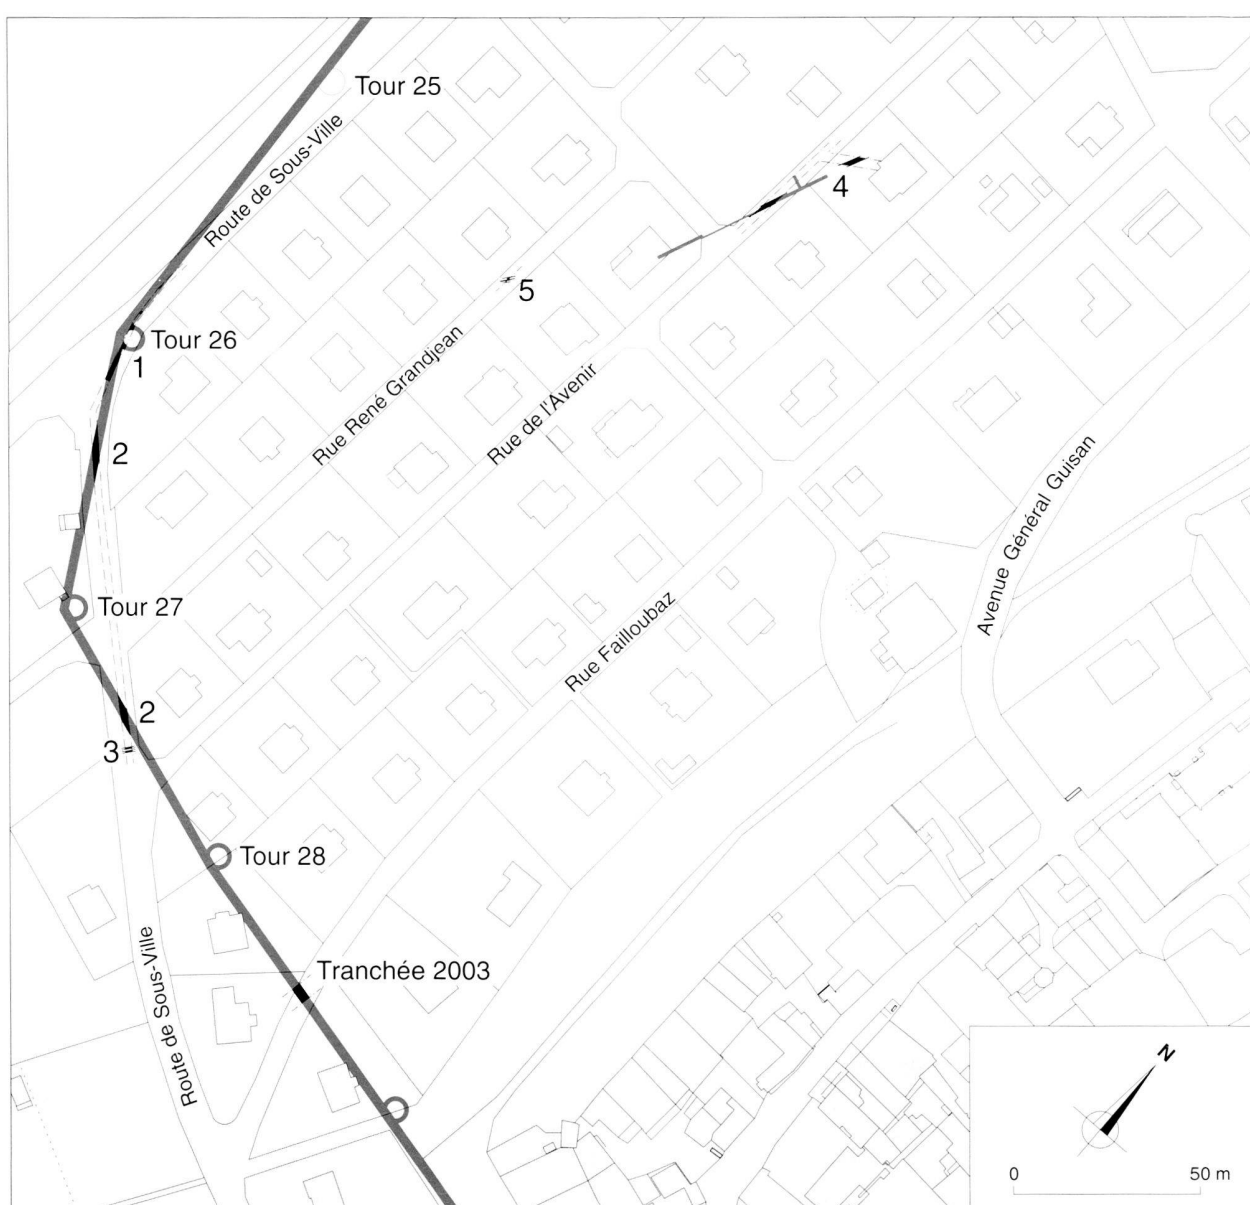 Tour 25
Route de Sous-Ville
4
5
Tour 26
1
Rue René Grandjean
Rue de l'Avenir
2
Avenue Général Guisan
Tour 27
Rue Failloubaz
2
3
Tour 28
Route de Sous-Ville
Tranchée 2003
N
0 50 m